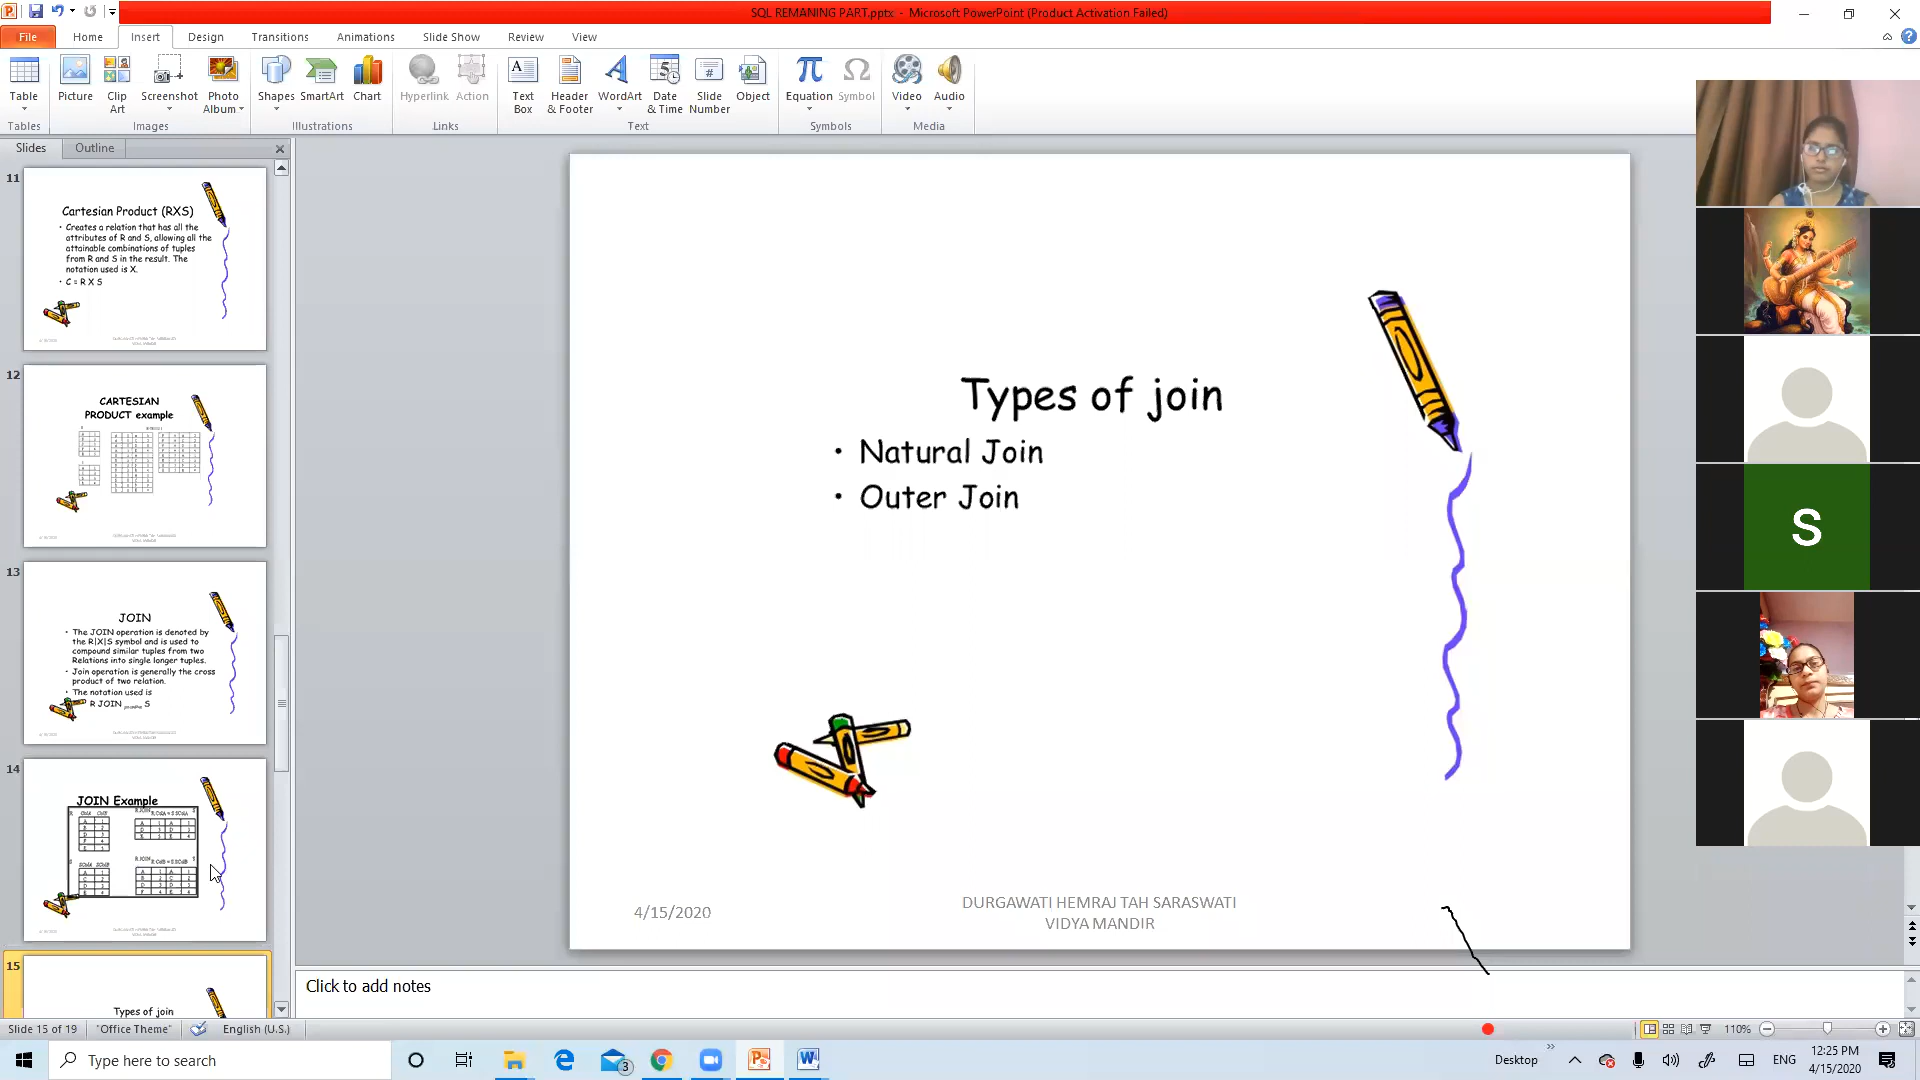 SQL REMANING PART.pptx - Microsoft PowerPoint (Product Activation Failed)
File Home Insert Design Transitions Animations Slide Show Review View
Table Picture Clip Art Screenshot Photo Album Shapes SmartArt Chart Hyperlink Action Text Box Header & Footer WordArt Date & Time Slide Number Object Equation Symbol Video Audio
Tables Images Illustrations Links Text Symbols Media
Slides Outline
11
Cartesian Product (RXS)
• Creates a relation that has all the
attributes of R and S, allowing all the
attainable combinations of tuples
from R and S in the result. The
notation used is X.
• C = R X S
12
CARTESIAN
PRODUCT example
13
JOIN
• The JOIN operation is denoted by
the R|X|S symbol and is used to
compound similar tuples from two
Relations into single longer tuples.
• Join operation is generally the cross
product of two relation.
• The notation used is
R JOIN S
14
JOIN Example
15
Types of join
Types of join
• Natural Join
• Outer Join
4/15/2020
DURGAWATI HEMRAJ TAH SARASWATI
VIDYA MANDIR
S
Click to add notes
Slide 15 of 19 "Office Theme" English (U.S.) 110%
Type here to search 3 Desktop ENG 12:25 PM
4/15/2020